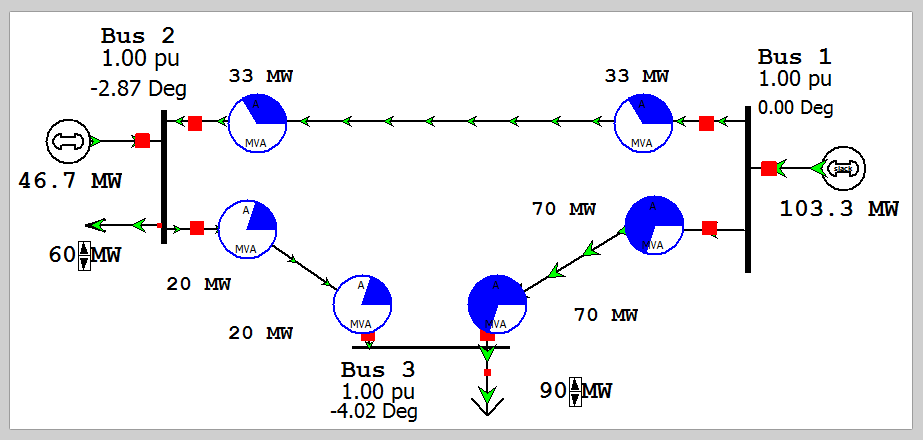 Bus 2
1.00 pu
-2.87 Deg
33 MW
33 MW
Bus 1
1.00 pu
0.00 Deg
A
MVA
A
MVA
46.7 MW
slack
103.3 MW
60 MW
A
MVA
70 MW
A
MVA
20 MW
A
MVA
A
MVA
70 MW
20 MW
Bus 3
1.00 pu
-4.02 Deg
90 MW